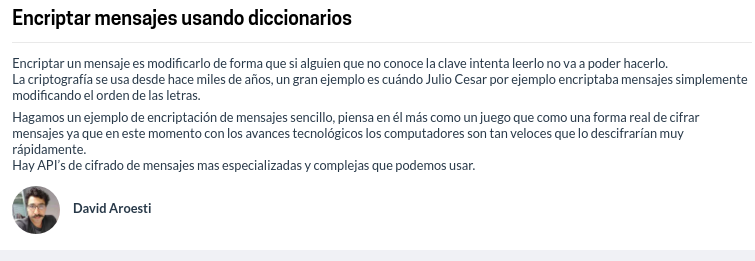 Encriptar mensajes usando diccionarios
Encriptar un mensaje es modificarlo de forma que si alguien que no conoce la clave intenta leerlo no va a poder hacerlo.
La criptografía se usa desde hace miles de años, un gran ejemplo es cuándo Julio Cesar por ejemplo encriptaba mensajes simplemente
modificando el orden de las letras.
Hagamos un ejemplo de encriptación de mensajes sencillo, piensa en él más como un juego que como una forma real de cifrar
mensajes ya que en este momento con los avances tecnológicos los computadores son tan veloces que lo descifrarían muy
rápidamente.
Hay API's de cifrado de mensajes mas especializadas y complejas que podemos usar.
David Aroesti